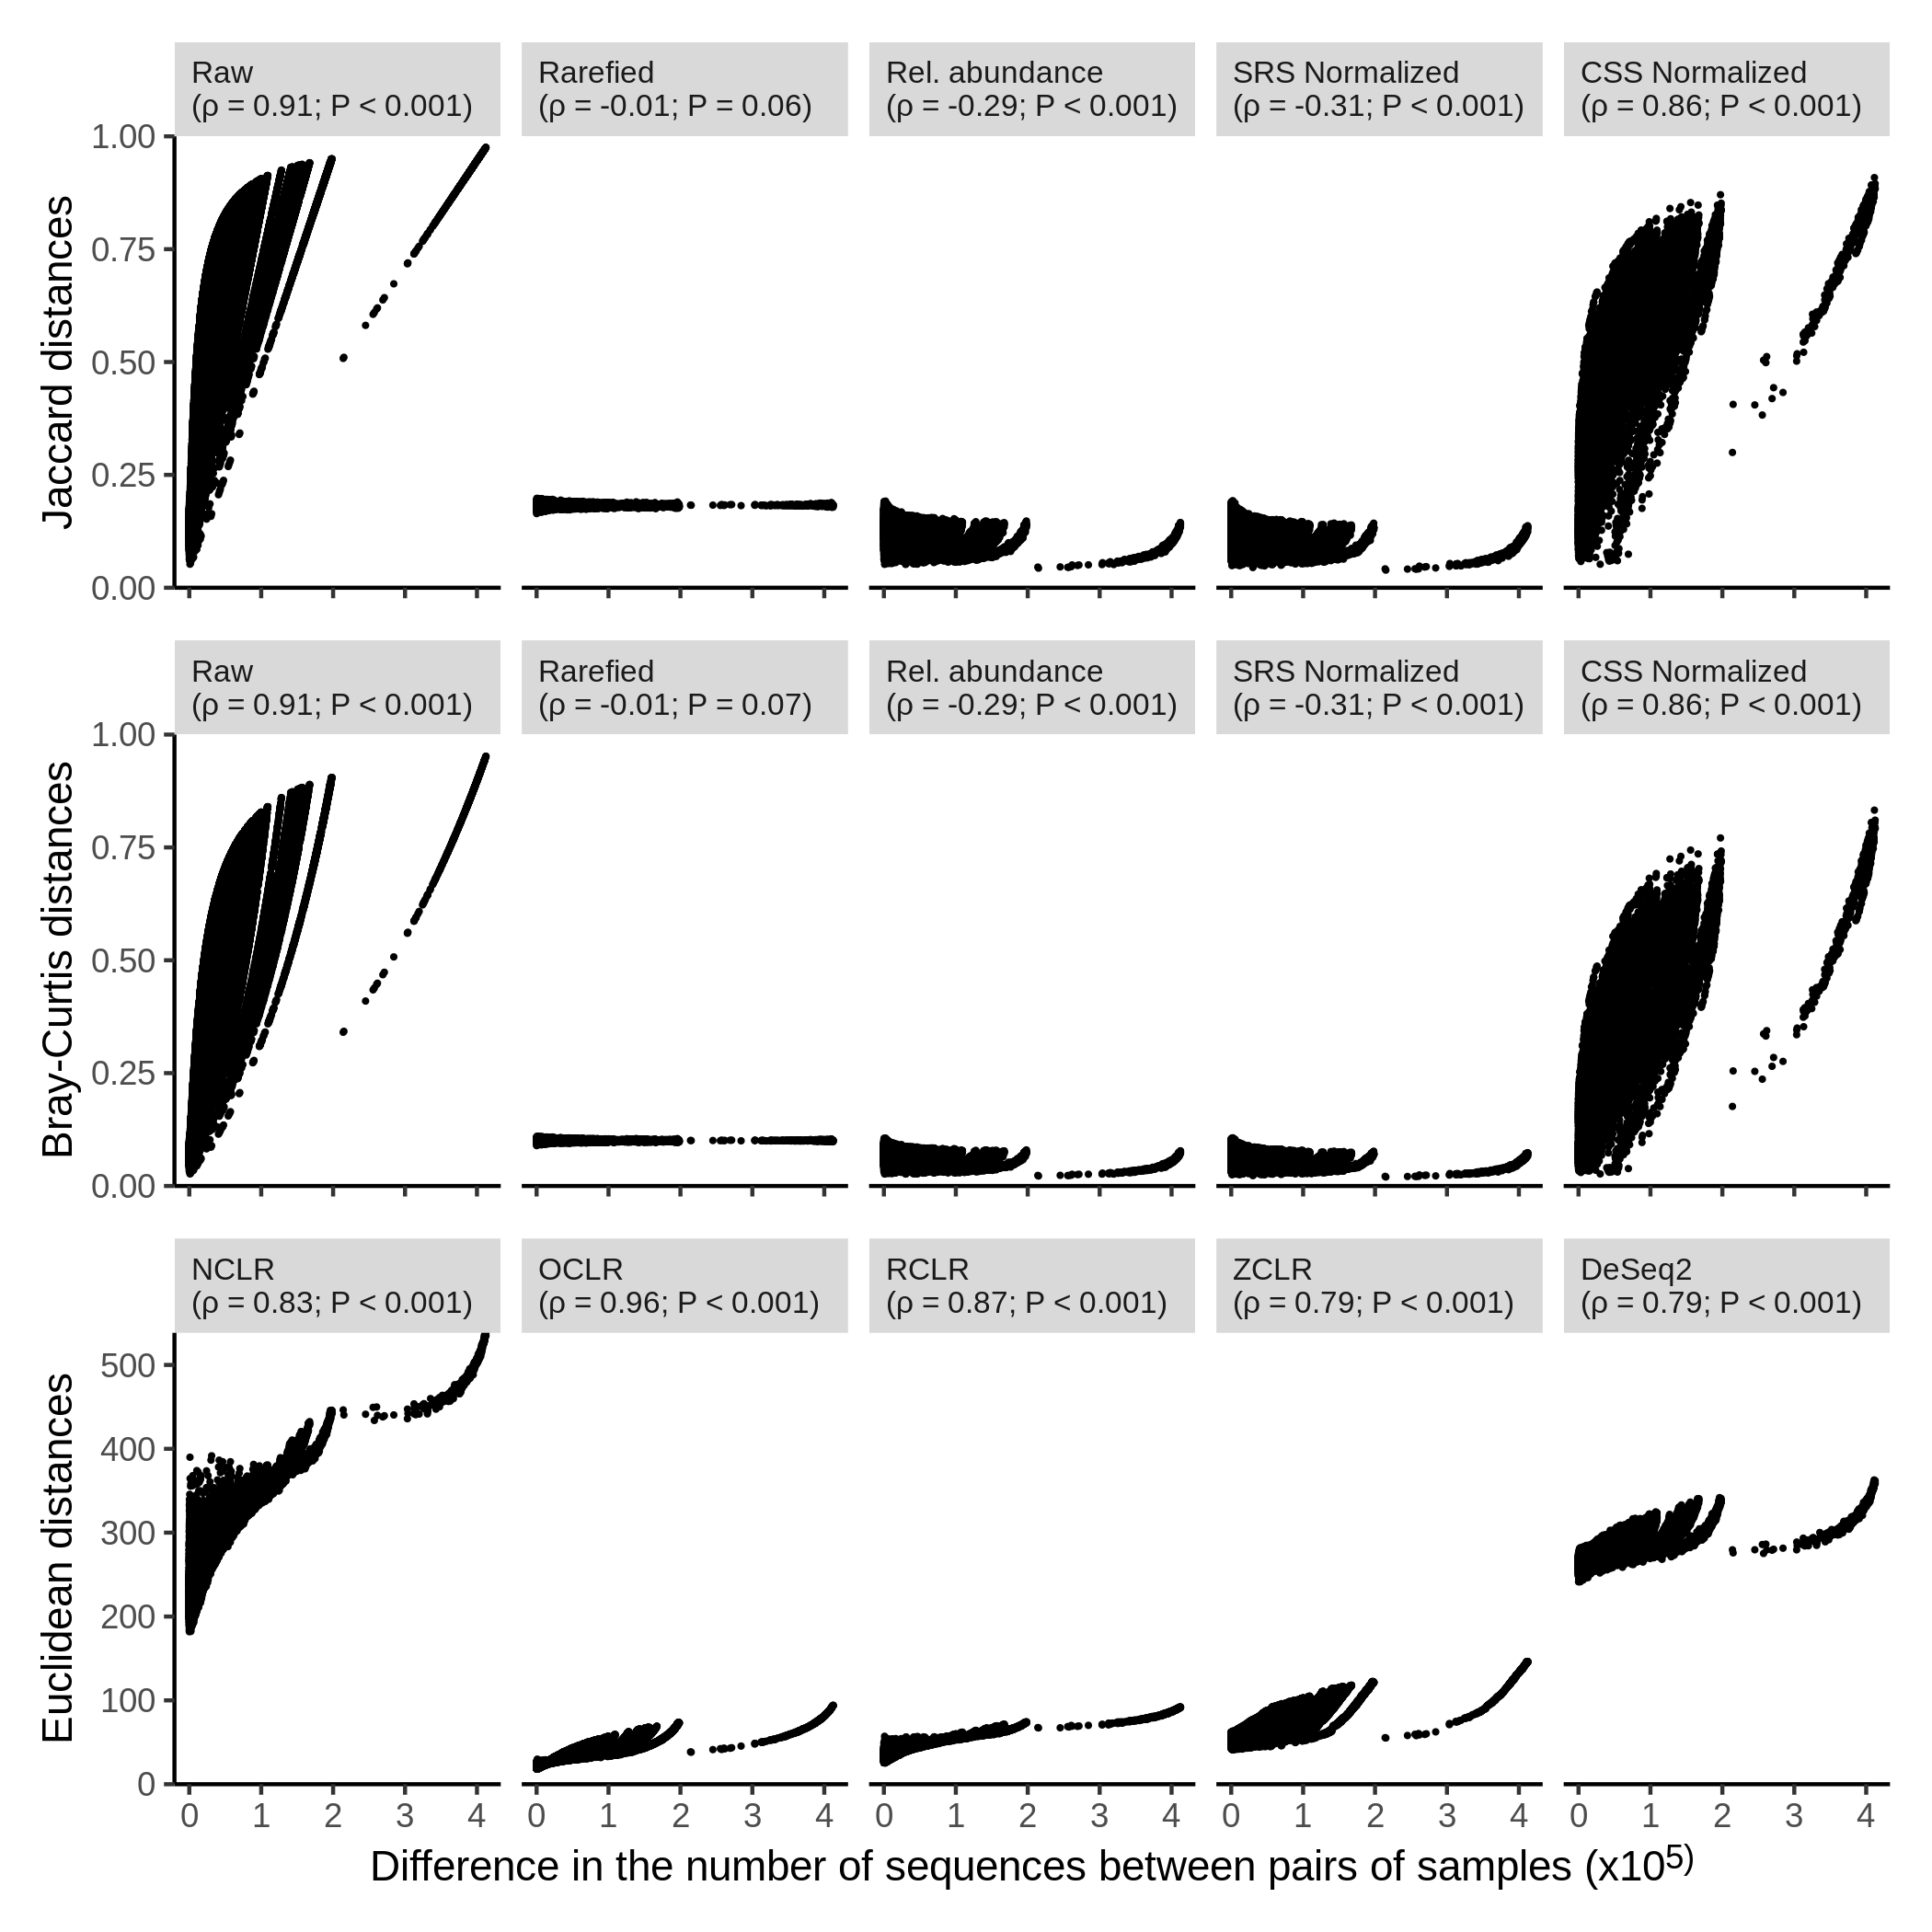 Raw
(ρ = 0.91; P < 0.001)
Rarefied
(ρ = -0.01; P = 0.06)
Rel. abundance
(ρ = -0.29; P < 0.001)
SRS Normalized
(ρ = -0.31; P < 0.001)
CSS Normalized
(ρ = 0.86; P < 0.001)
Jaccard distances
1.00
0.75
0.50
0.25
0.00
Raw
(ρ = 0.91; P < 0.001)
Rarefied
(ρ = -0.01; P = 0.07)
Rel. abundance
(ρ = -0.29; P < 0.001)
SRS Normalized
(ρ = -0.31; P < 0.001)
CSS Normalized
(ρ = 0.86; P < 0.001)
Bray-Curtis distances
1.00
0.75
0.50
0.25
0.00
NCLR
(ρ = 0.83; P < 0.001)
OCLR
(ρ = 0.96; P < 0.001)
RCLR
(ρ = 0.87; P < 0.001)
ZCLR
(ρ = 0.79; P < 0.001)
DeSeq2
(ρ = 0.79; P < 0.001)
Euclidean distances
500
400
300
200
100
0
0 1 2 3 4
0 1 2 3 4
0 1 2 3 4
0 1 2 3 4
0 1 2 3 4
Difference in the number of sequences between pairs of samples (x10⁵⁾